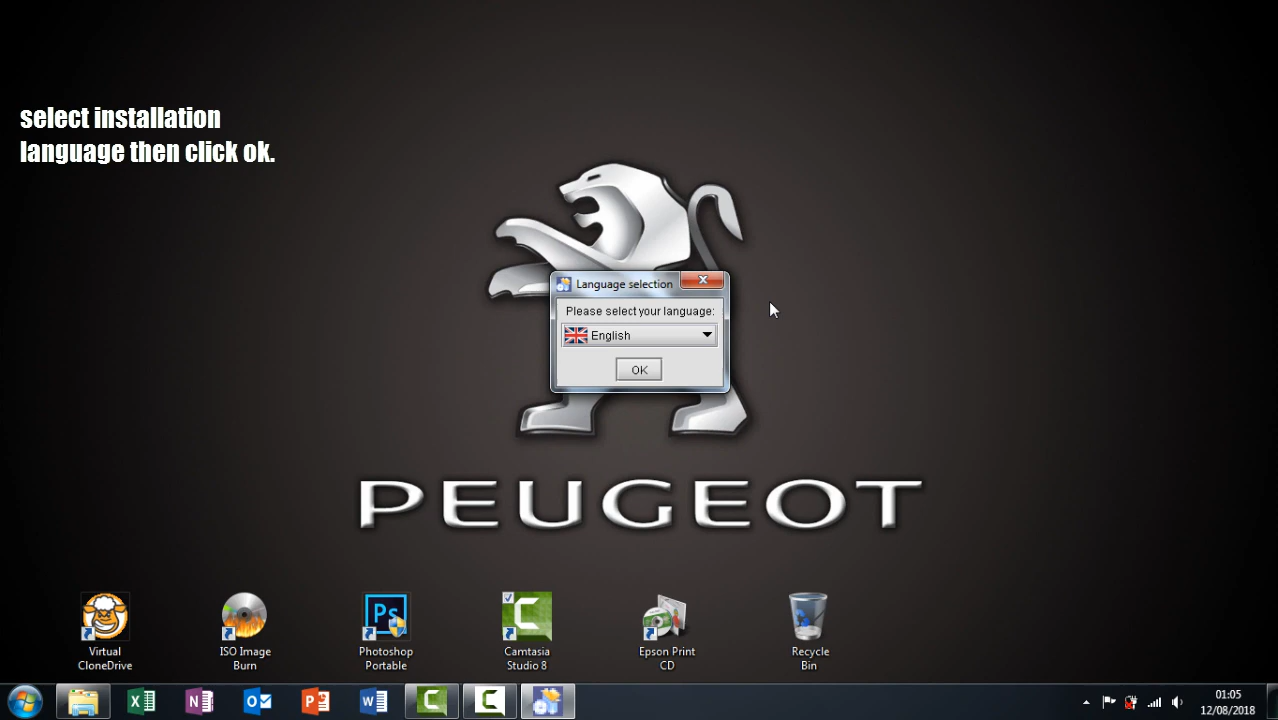 select installation
language then click ok.
Language selection
Please select your language:
English
OK
PEUGEOT
Virtual
CloneDrive
ISO Image
Burn
Ps
Photoshop
Portable
Camtasia
Studio 8
Epson Print
CD
Recycle
Bin
01:05
12/08/2018